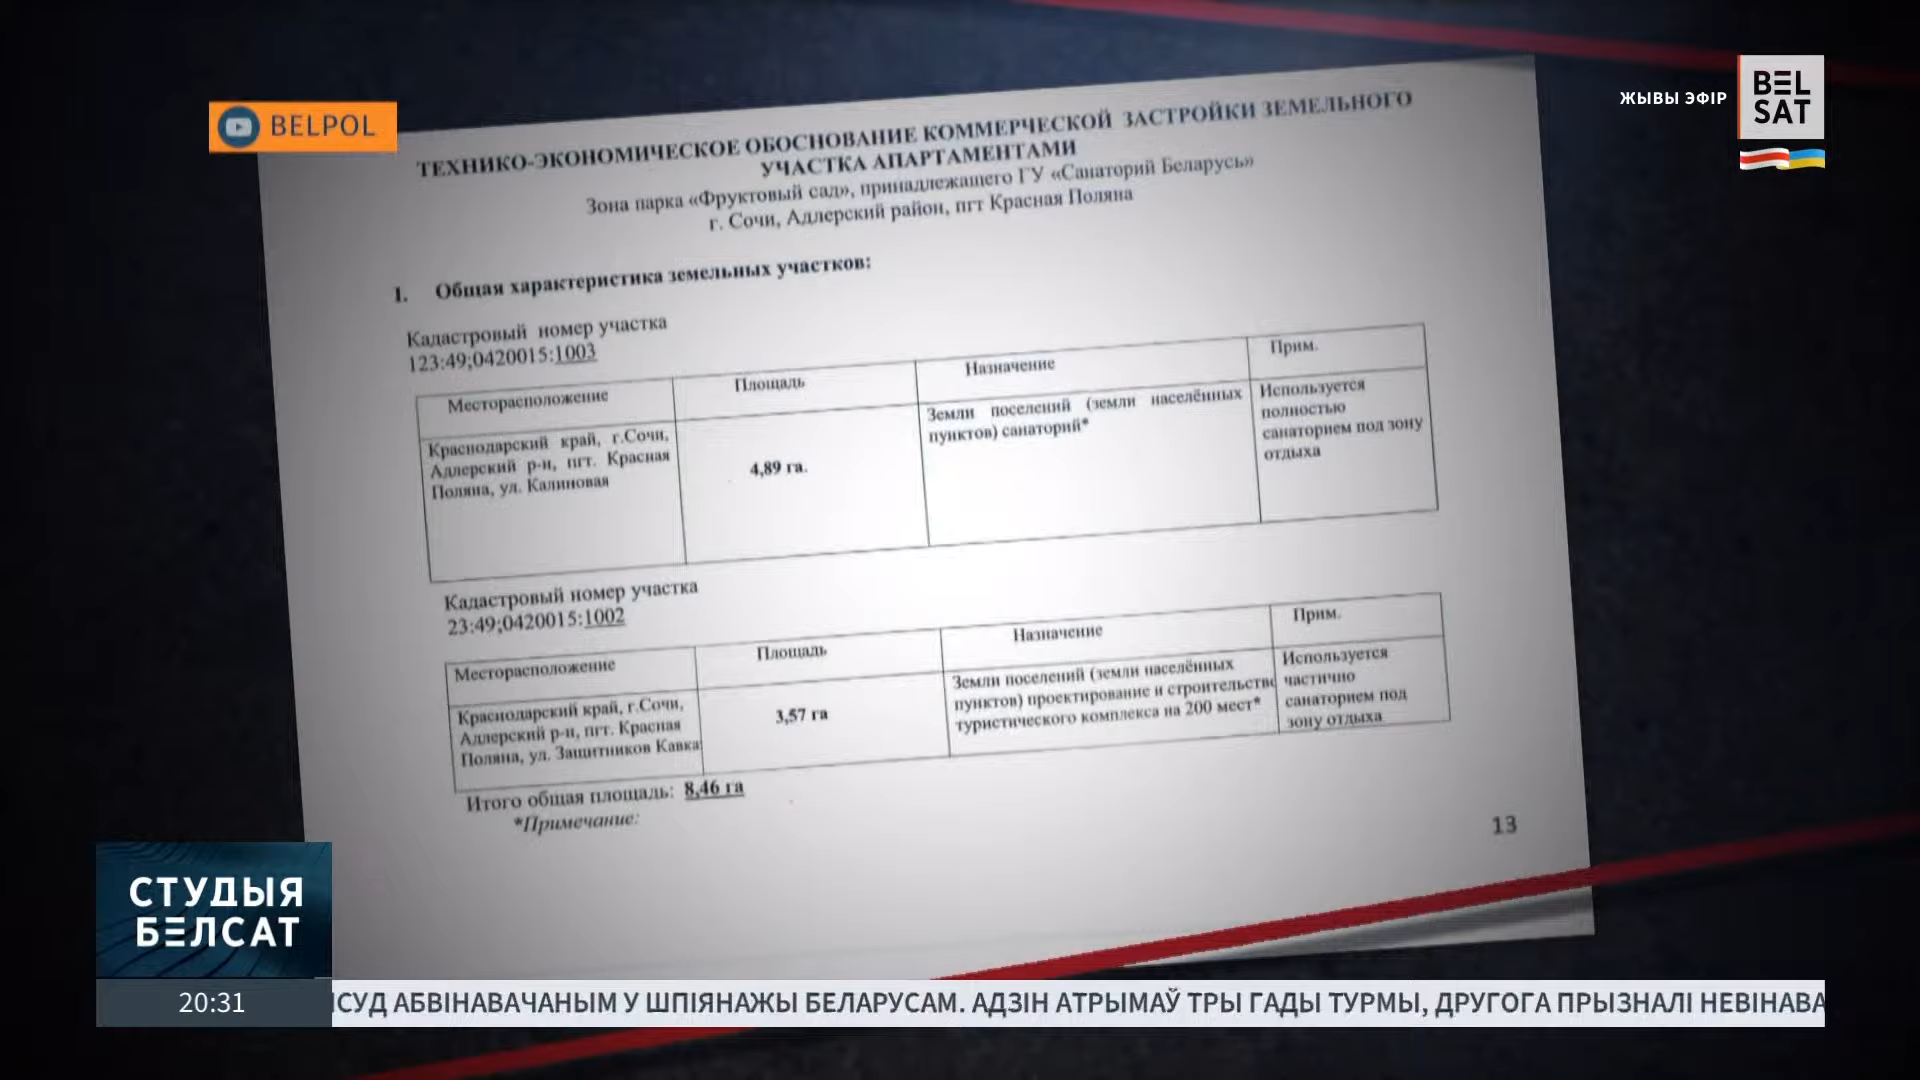 BELPOL
ЖЫВЫ ЭФІР
BEL
SAT
ТЕХНИКО-ЭКОНОМИЧЕСКОЕ ОБОСНОВАНИЕ КОММЕРЧЕСКОЙ ЗАСТРОЙКИ ЗЕМЕЛЬНОГО
УЧАСТКА АПАРТАМЕНТАМИ
Зона парка «Фруктовый сад», принадлежащего ГУ «Санаторий Беларусь»
г. Сочи, Адлерский район, пгт Красная Поляна
1. Общая характеристика земельных участков:
Кадастровый номер участка
123:49;0420015:1003
Месторасположение Площадь Назначение Прим.
Краснодарский край, г.Сочи,
Адлерский р-н, пгт. Красная
Поляна, ул. Калиновая
4,89 га.
Земли поселений (земли населённых
пунктов) санаторий*
Используется
полностью
санаторием под зону
отдыха
Кадастровый номер участка
23:49;0420015:1002
Месторасположение Площадь Назначение Прим.
Краснодарский край, г.Сочи,
Адлерский р-н, пгт. Красная
Поляна, ул. Защитников Кавка
3,57 га
Земли поселений (земли населённых
пунктов) проектирование и строительство
туристического комплекса на 200 мест*
Используется
частично
санаторием под
зону отдыха
Итого общая площадь: 8,46 га
*Примечание:
13
СТУДЫЯ
БЕЛСАТ
20:31
СУД АБВІНАВАЧАНЫМ У ШПІЯНАЖЫ БЕЛАРУСАМ. АДЗІН АТРЫМАЎ ТРЫ ГАДЫ ТУРМЫ, ДРУГОГА ПРЫЗНАЛІ НЕВІНАВА